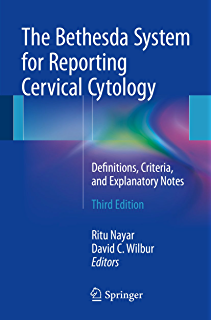 The Bethesda System
for Reporting
Cervical Cytology
Definitions, Criteria,
and Explanatory Notes
Third Edition
Ritu Nayar
David C. Wilbur
Editors
Springer